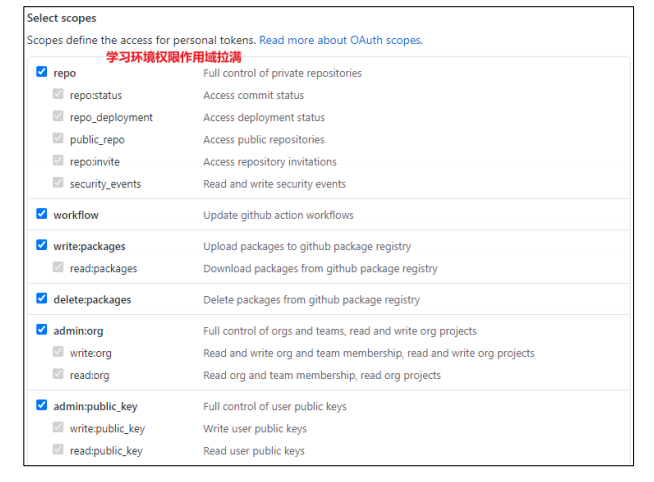 Select scopes
Scopes define the access for personal tokens. Read more about OAuth scopes.
学习环境权限作用域拉满
repo Full control of private repositories
repo:status Access commit status
repo_deployment Access deployment status
public_repo Access public repositories
repo:invite Access repository invitations
security_events Read and write security events
workflow Update github action workflows
write:packages Upload packages to github package registry
read:packages Download packages from github package registry
delete:packages Delete packages from github package registry
admin:org Full control of orgs and teams, read and write org projects
write:org Read and write org and team membership, read and write org projects
read:org Read org and team membership, read org projects
admin:public_key Full control of user public keys
write:public_key Write user public keys
read:public_key Read user public keys